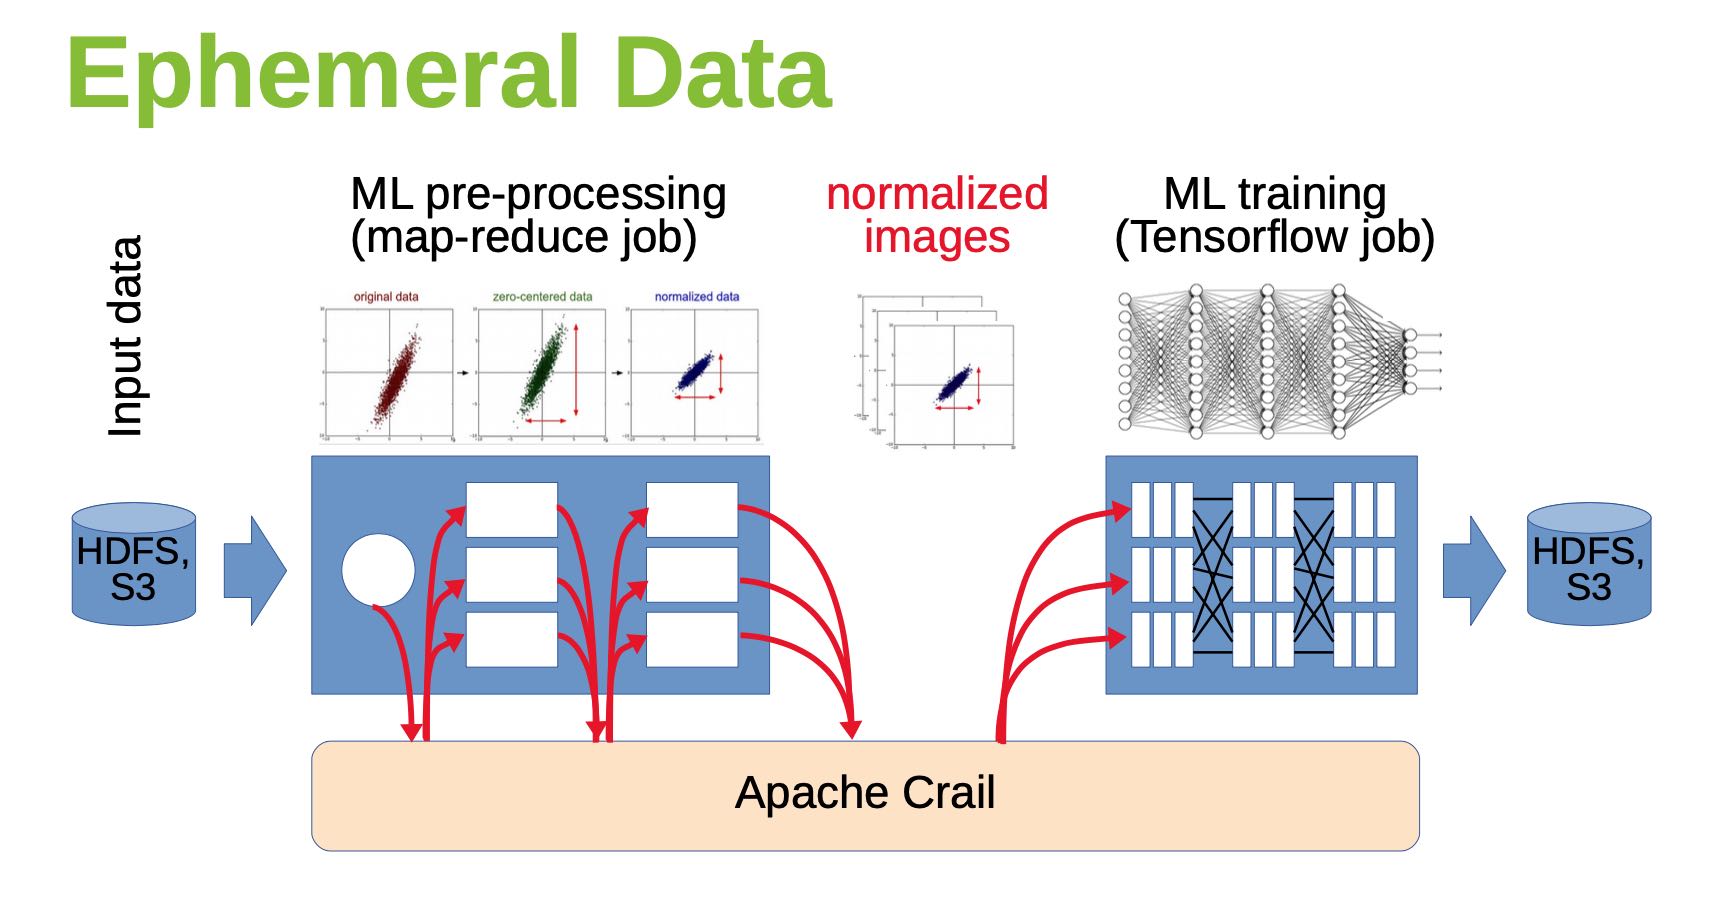 Ephemeral Data
Input data
ML pre-processing
(map-reduce job)
normalized
images
ML training
(Tensorflow job)
original data
zero-centered data
normalized data
HDFS,
S3
HDFS,
S3
Apache Crail